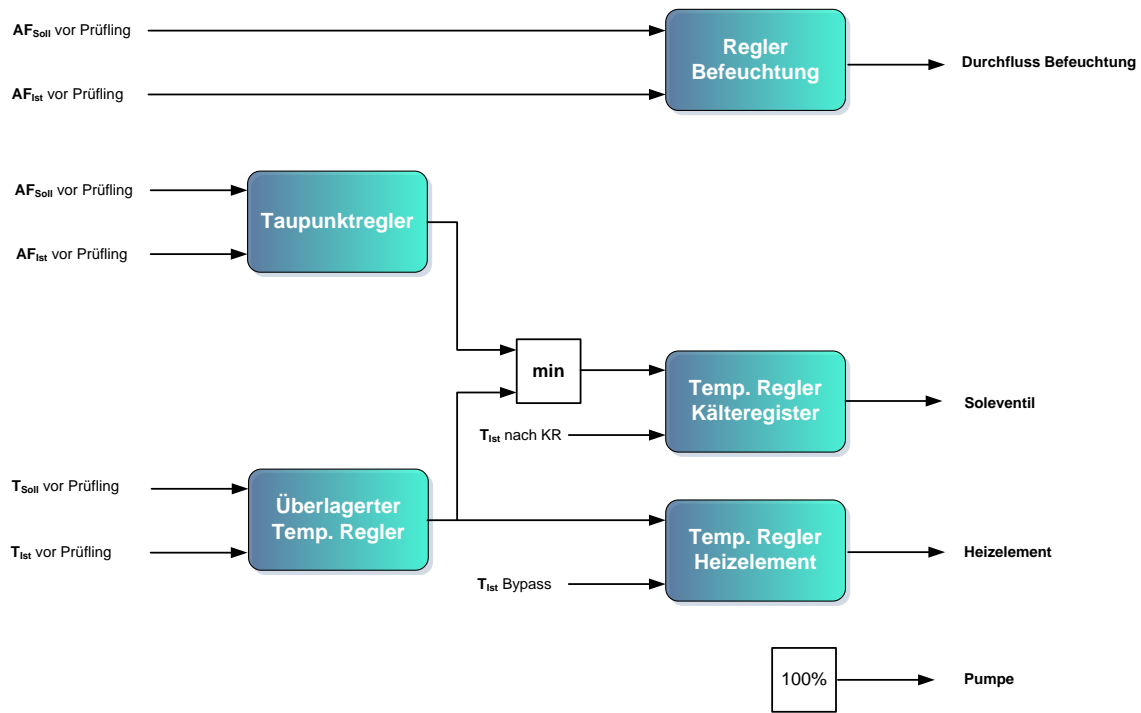 AFSoll vor Prüfling
Regler
Befeuchtung
Durchfluss Befeuchtung
AFIst vor Prüfling
AFSoll vor Prüfling
Taupunktregler
AFIst vor Prüfling
min
Temp. Regler
Kälteregister
Soleventil
TIst nach KR
TSoll vor Prüfling
Überlagerter
Temp. Regler
TIst vor Prüfling
Temp. Regler
Heizelement
Heizelement
TIst Bypass
100%
Pumpe